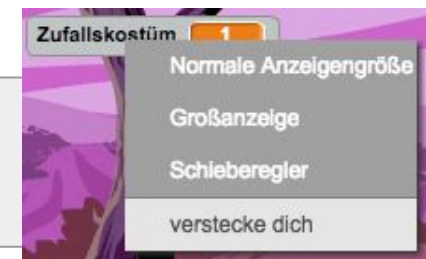 Zufallskostüm 1
Normale Anzeigengröße
Großanzeige
Schieberegler
verstecke dich